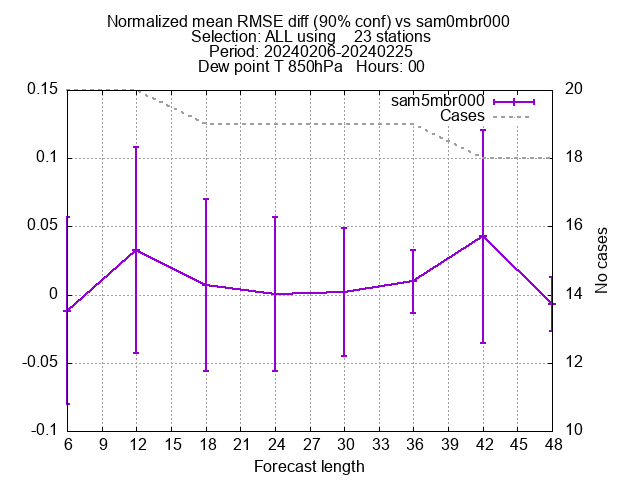 Normalized mean RMSE diff (90% conf) vs sam0mbr000
Selection: ALL using    23 stations
Period: 20240206-20240225
Dew point T 850hPa   Hours: 00
sam5mbr000
Cases
0.15
0.1
0.05
0
-0.05
-0.1
20
18
16
14
12
10
No cases
6 9 12 15 18 21 24 27 30 33 36 39 42 45 48
Forecast length